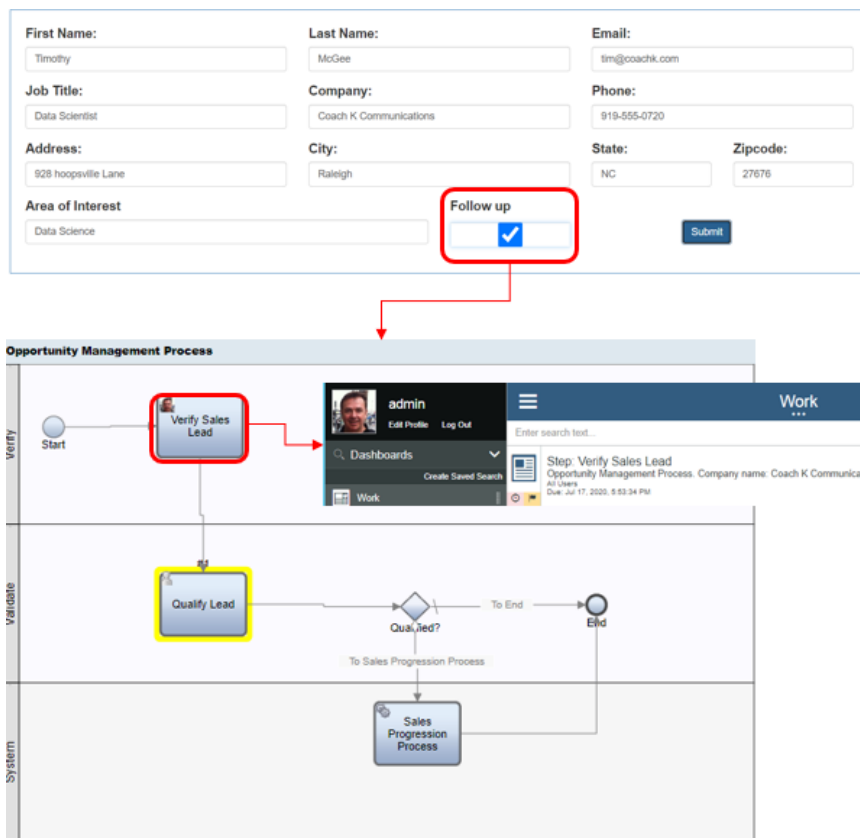 First Name:
Last Name:
Email:
Timothy
McGee
tim@coachk.com
Job Title:
Company:
Phone:
Data Scientist
Coach K Communications
919-555-0720
Address:
City:
State:
Zipcode:
928 hoopsville Lane
Raleigh
NC
27676
Area of Interest
Follow up
Data Science
Submit
Opportunity Management Process
Verify
Start
Verify Sales
Lead
admin
Edit Profile
Log Out
Dashboards
Create Saved Search
Work
Work
Enter search text...
Step: Verify Sales Lead
Opportunity Management Process. Company name: Coach K Communica
All Users
Due: Jul 17, 2020, 5:53:34 PM
Validate
Qualify Lead
Qualified?
To End
End
To Sales Progression Process
System
Sales
Progression
Process